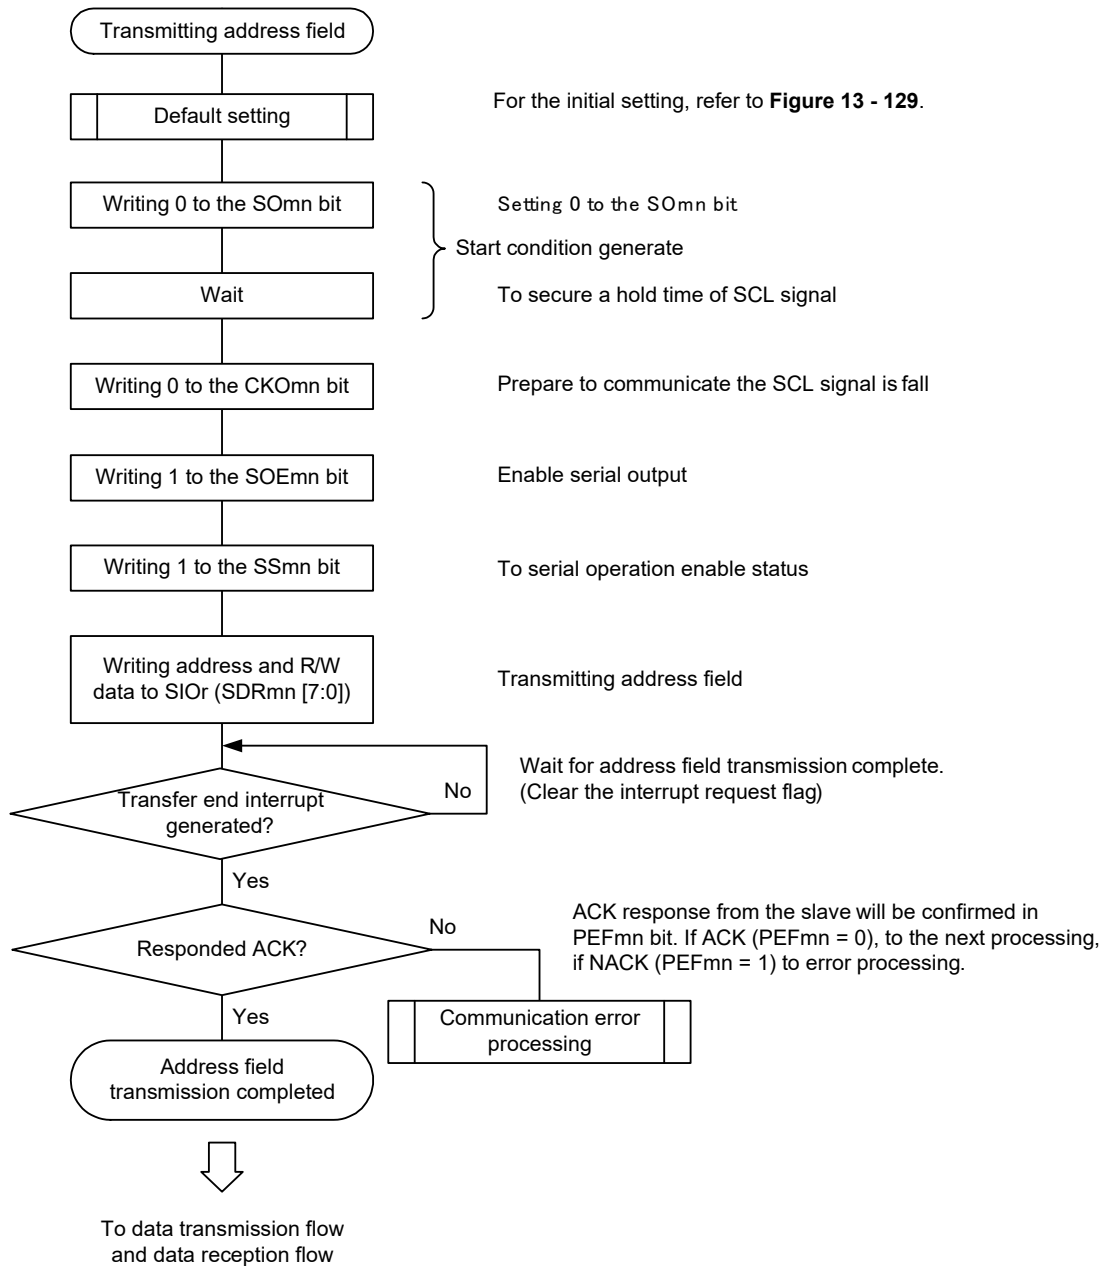 Transmitting address field
Default setting
For the initial setting, refer to Figure 13 - 129.
Writing 0 to the SOmn bit
Setting 0 to the SOmn bit
Start condition generate
Wait
To secure a hold time of SCL signal
Writing 0 to the CKOmn bit
Prepare to communicate the SCL signal is fall
Writing 1 to the SOEmn bit
Enable serial output
Writing 1 to the SSmn bit
To serial operation enable status
Writing address and R/W
data to SIOr (SDRmn [7:0])
Transmitting address field
Transfer end interrupt
generated?
No
Wait for address field transmission complete.
(Clear the interrupt request flag)
Yes
Responded ACK?
No
ACK response from the slave will be confirmed in
PEFmn bit. If ACK (PEFmn = 0), to the next processing,
if NACK (PEFmn = 1) to error processing.
Yes
Communication error
processing
Address field
transmission completed
To data transmission flow
and data reception flow